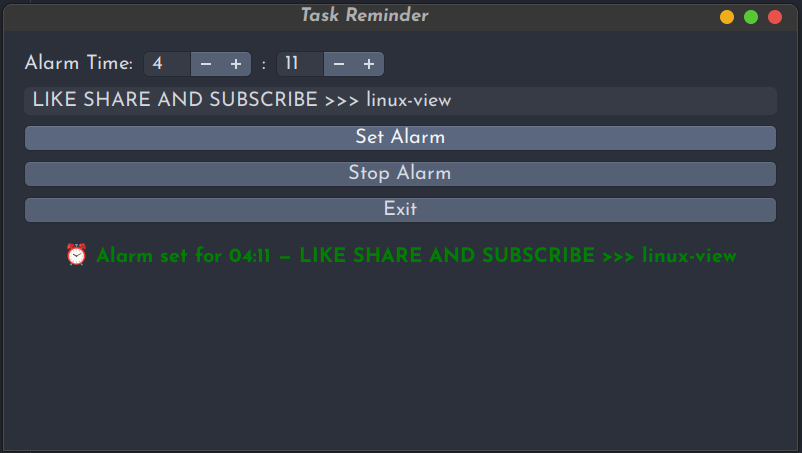 Task Reminder
Alarm Time: 4 − + : 11 − +
LIKE SHARE AND SUBSCRIBE >>> linux-view
Set Alarm
Stop Alarm
Exit
⏰ Alarm set for 04:11 — LIKE SHARE AND SUBSCRIBE >>> linux-view